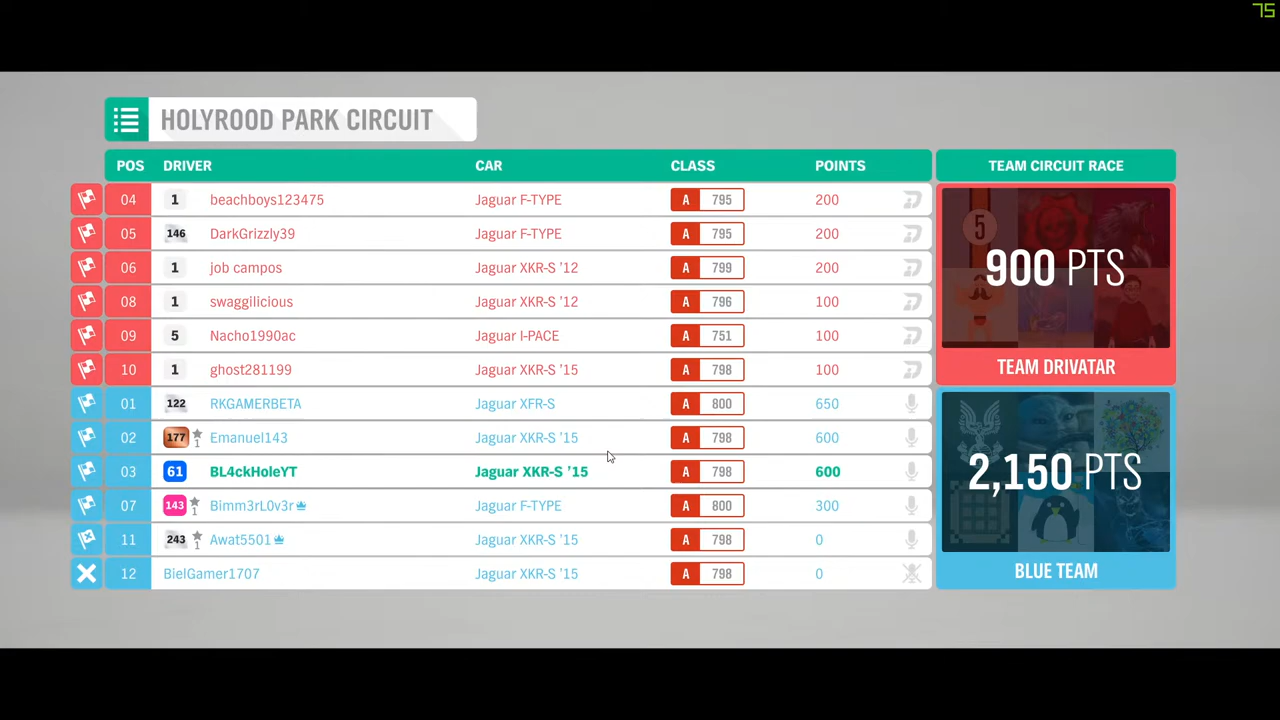 75
HOLYROOD PARK CIRCUIT
POS DRIVER CAR CLASS POINTS TEAM CIRCUIT RACE
04 1 beachboys123475 Jaguar F-TYPE A 795 200
05 146 DarkGrizzly39 Jaguar F-TYPE A 795 200
06 1 job campos Jaguar XKR-S '12 A 799 200
08 1 swaggilicious Jaguar XKR-S '12 A 796 100
09 5 Nacho1990ac Jaguar I-PACE A 751 100
10 1 ghost281199 Jaguar XKR-S '15 A 798 100
5
900 PTS
TEAM DRIVATAR
01 122 RKGAMERBETA Jaguar XFR-S A 800 650
02 177 1 Emanuel143 Jaguar XKR-S '15 A 798 600
03 61 BL4ckHoleYT Jaguar XKR-S '15 A 798 600
07 143 1 Bimm3rL0v3r Jaguar F-TYPE A 800 300
11 243 1 Awat5501 Jaguar XKR-S '15 A 798 0
12 BielGamer1707 Jaguar XKR-S '15 A 798 0
2,150 PTS
BLUE TEAM